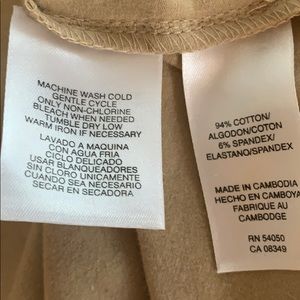 MACHINE WASH COLD
GENTLE CYCLE
ONLY NON-CHLORINE
BLEACH WHEN NEEDED
TUMBLE DRY LOW
WARM IRON IF NECESSARY
LAVADO A MAQUINA
CON AGUA FRIA
CICLO DELICADO
USAR BLANQUEADORES
SIN CLORO UNICAMENTE
CUANDO SEA NECESARIO
SECAR EN SECADORA
94% COTTON/
ALGODON/COTON
6% SPANDEX/
ELASTANO/SPANDEX
MADE IN CAMBODIA
HECHO EN CAMBOYA
FABRIQUE AU
CAMBODGE
RN 54050
CA 08349